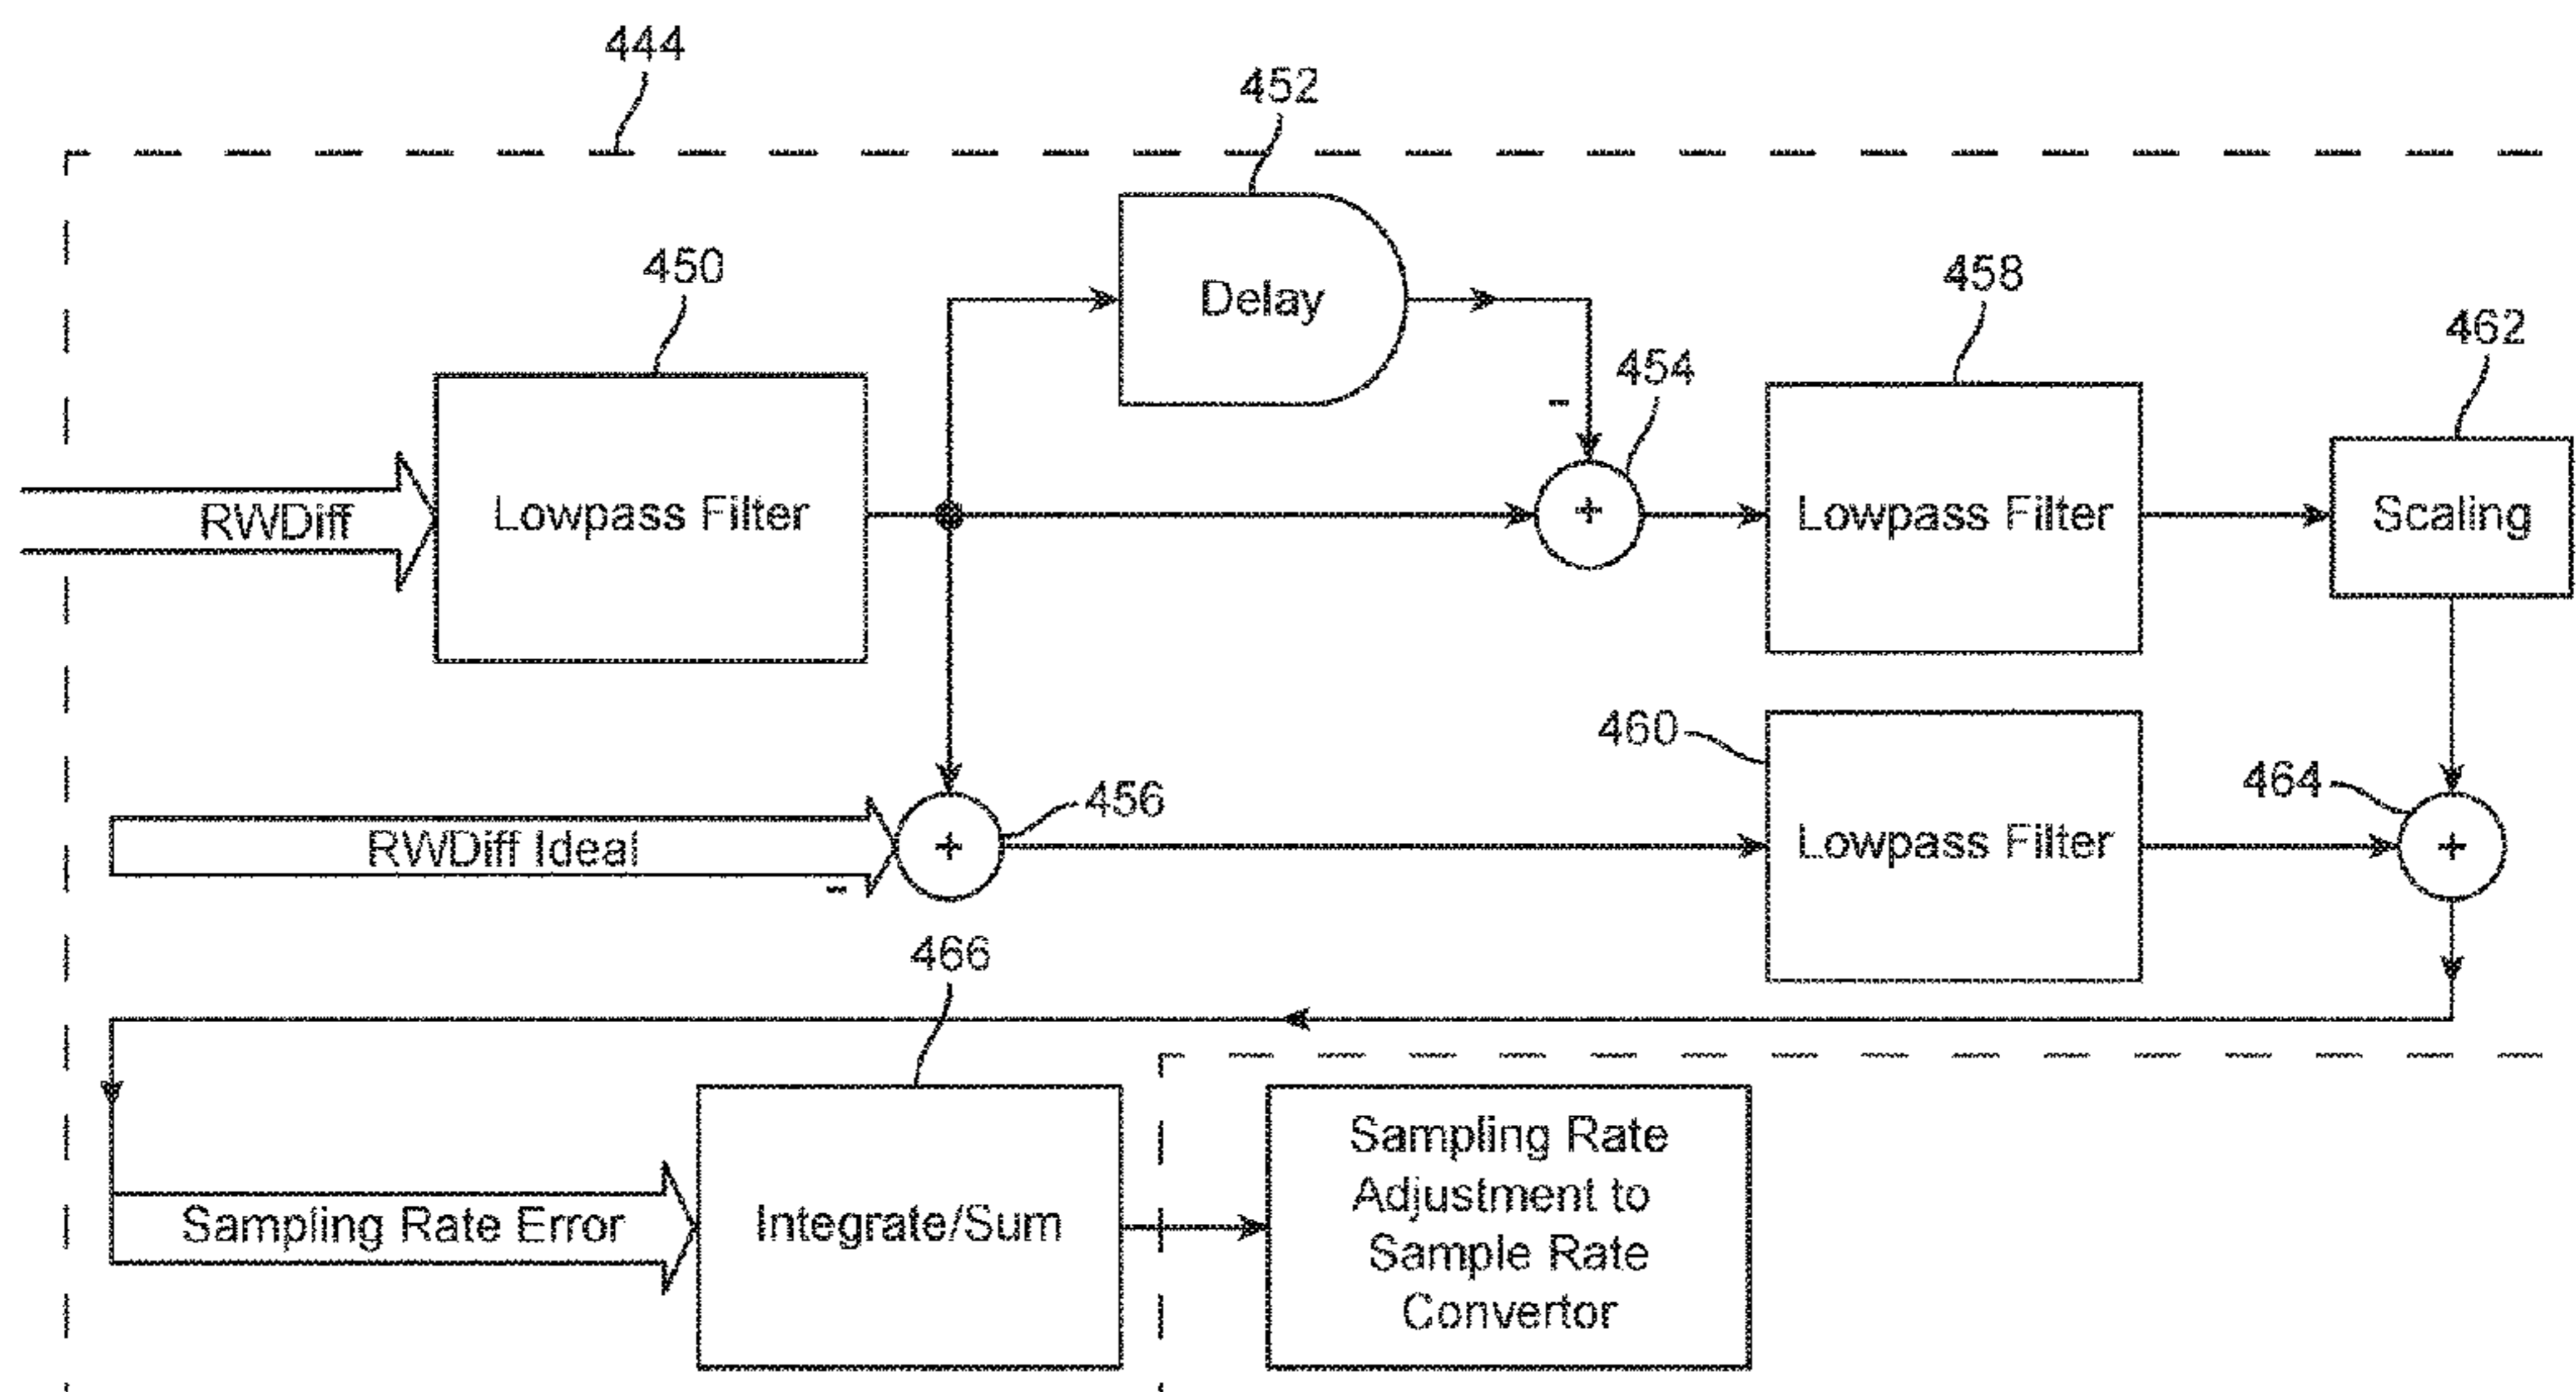 444
452
450
Delay
458
462
454
-
RWDiff
Lowpass Filter
+
Lowpass Filter
Scaling
460
464
456
RWDiff Ideal
-
+
Lowpass Filter
+
466
Sampling Rate Error
Integrate/Sum
Sampling Rate
Adjustment to
Sample Rate
Convertor